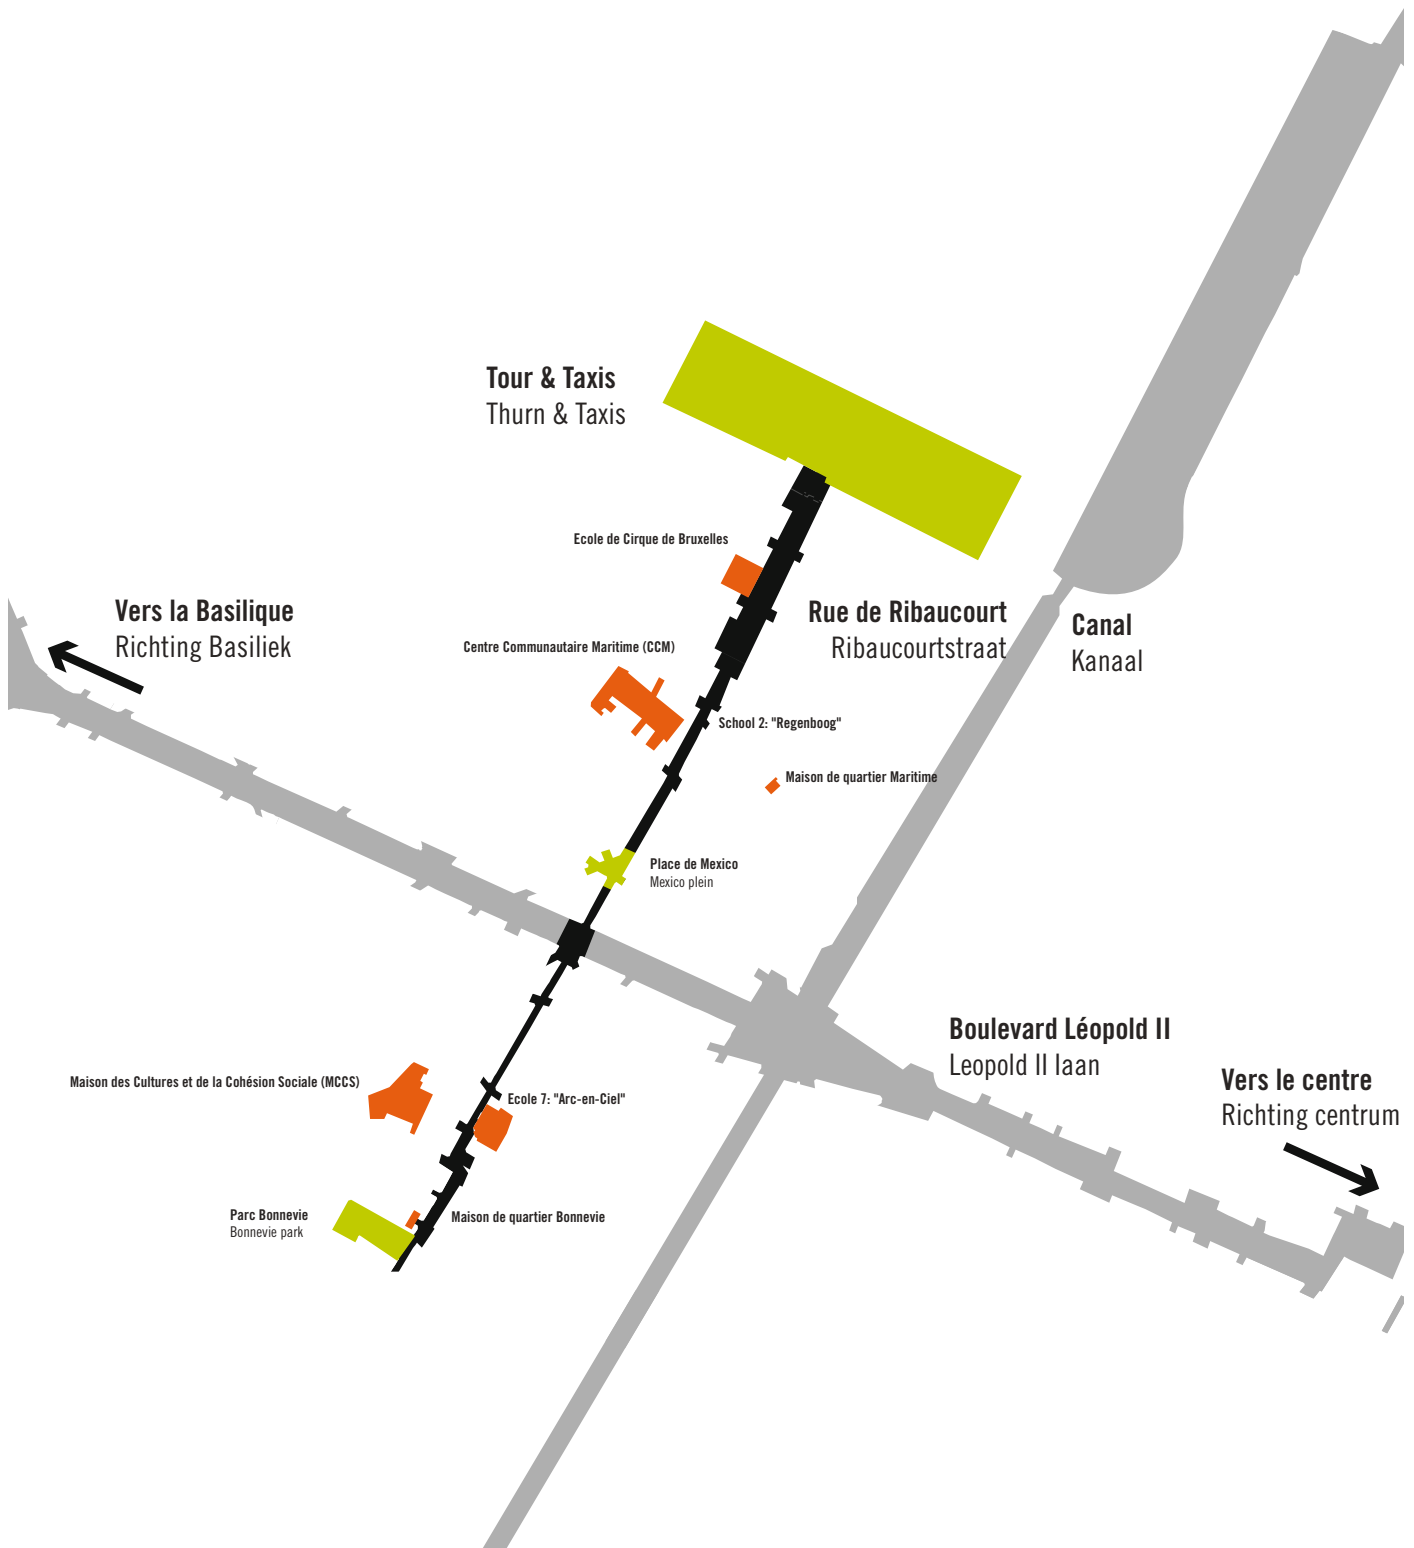 Tour & Taxis
Thurn & Taxis
Ecole de Cirque de Bruxelles
Vers la Basilique
Richting Basiliek
Rue de Ribaucourt
Ribaucourtstraat
Canal
Kanaal
Centre Communautaire Maritime (CCM)
School 2: "Regenboog"
Maison de quartier Maritime
Place de Mexico
Mexico plein
Boulevard Léopold II
Leopold II laan
Vers le centre
Richting centrum
Maison des Cultures et de la Cohésion Sociale (MCCS)
Ecole 7: "Arc-en-Ciel"
Parc Bonnevie
Bonnevie park
Maison de quartier Bonnevie